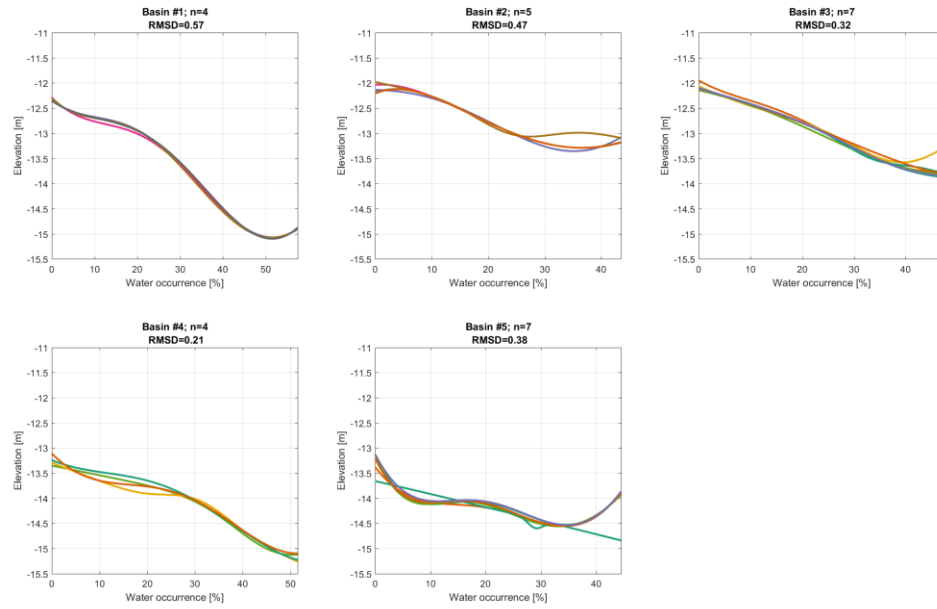 Basin #1; n=4
RMSD=0.57
-11
-11.5
-12
-12.5
-13
-13.5
-14
-14.5
-15
-15.5
Elevation [m]
0 10 20 30 40 50
Water occurrence [%]
Basin #2; n=5
RMSD=0.47
-11
-11.5
-12
-12.5
-13
-13.5
-14
-14.5
-15
-15.5
Elevation [m]
0 10 20 30 40
Water occurrence [%]
Basin #3; n=7
RMSD=0.32
-11
-11.5
-12
-12.5
-13
-13.5
-14
-14.5
-15
-15.5
Elevation [m]
0 10 20 30 40
Water occurrence [%]
Basin #4; n=4
RMSD=0.21
-11
-11.5
-12
-12.5
-13
-13.5
-14
-14.5
-15
-15.5
Elevation [m]
0 10 20 30 40 50
Water occurrence [%]
Basin #5; n=7
RMSD=0.38
-11
-11.5
-12
-12.5
-13
-13.5
-14
-14.5
-15
-15.5
Elevation [m]
0 10 20 30 40
Water occurrence [%]